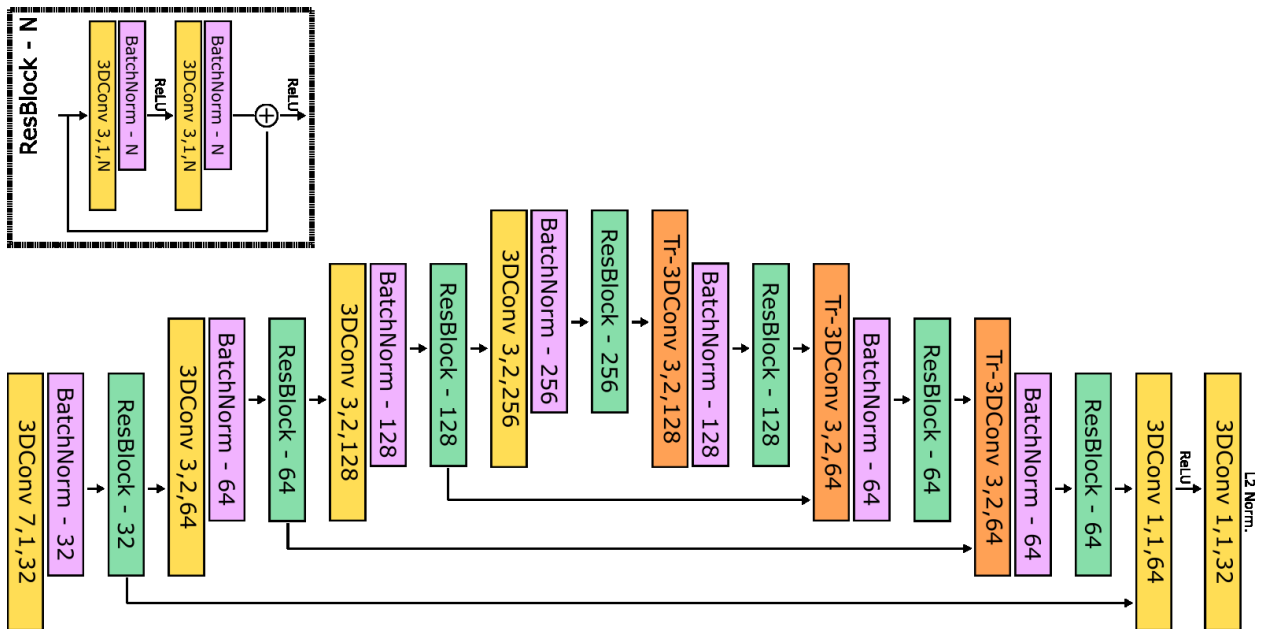 ResBlock - N
3DConv 3,1,N
BatchNorm - N
ReLU
3DConv 3,1,N
BatchNorm - N
+
ReLU
3DConv 7,1,32
BatchNorm - 32
ResBlock - 32
3DConv 3,2,64
BatchNorm - 64
ResBlock - 64
3DConv 3,2,128
BatchNorm - 128
ResBlock - 128
3DConv 3,2,256
BatchNorm - 256
ResBlock - 256
Tr-3DConv 3,2,128
BatchNorm - 128
ResBlock - 128
Tr-3DConv 3,2,64
BatchNorm - 64
ResBlock - 64
Tr-3DConv 3,2,64
BatchNorm - 64
ResBlock - 64
3DConv 1,1,64
ReLU
3DConv 1,1,32
L2 Norm.